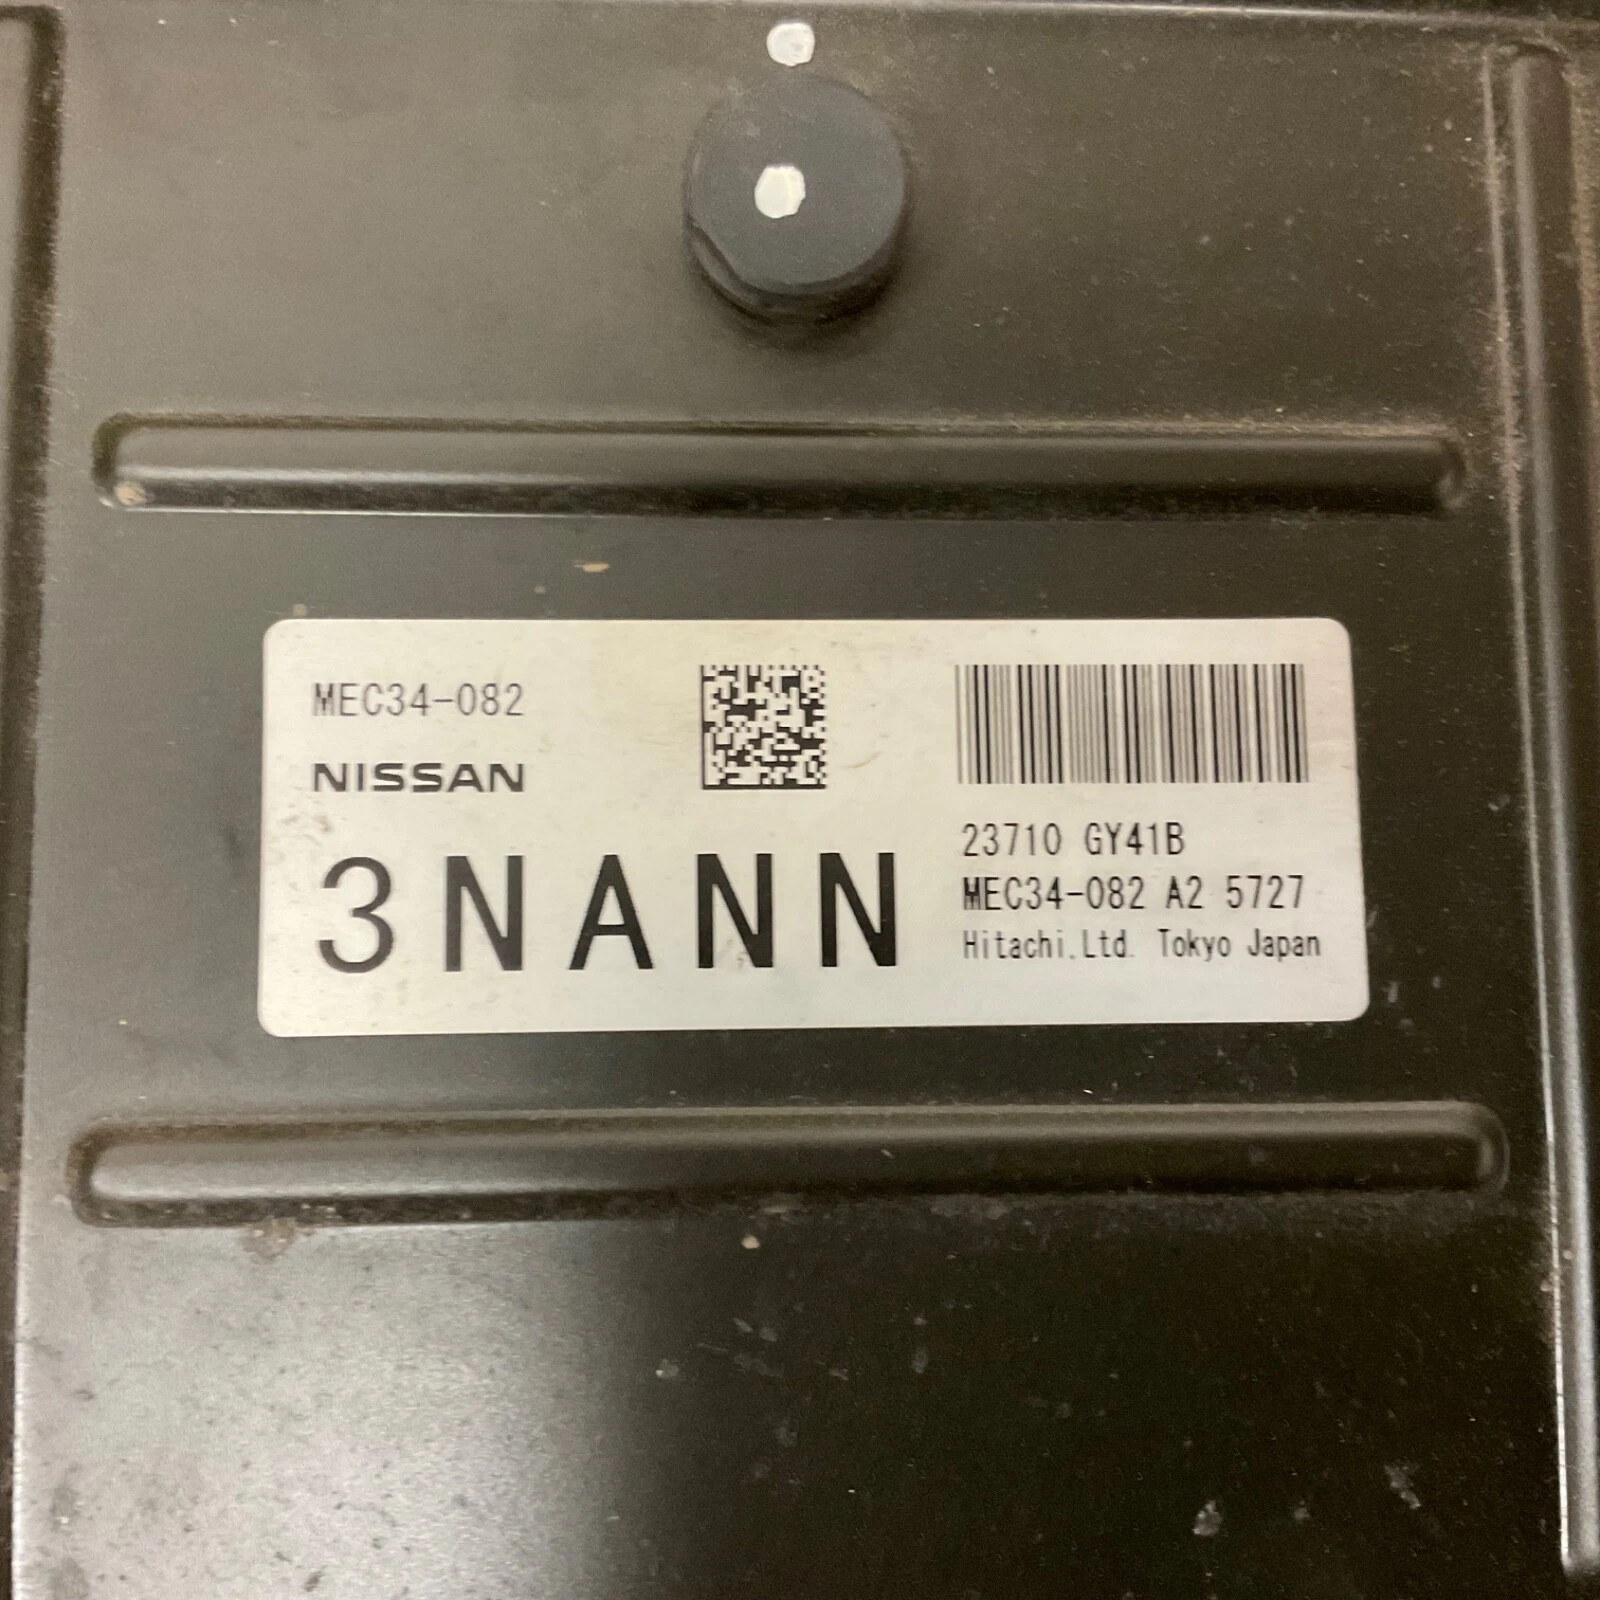 MEC34-082
NISSAN
3NANN
23710 GY41B
MEC34-082 A2 5727
Hitachi,Ltd. Tokyo Japan